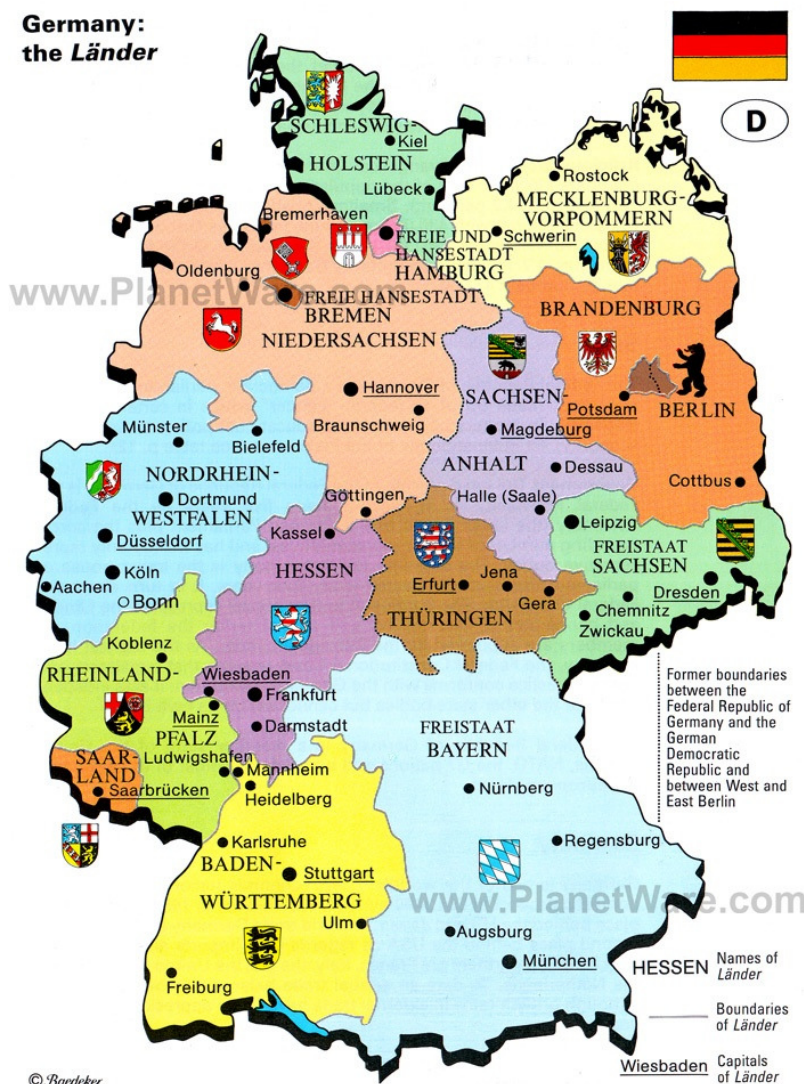 Germany:
the Länder
D
SCHLESWIG-
Kiel
HOLSTEIN
Lübeck
Rostock
MECKLENBURG-
VORPOMMERN
Schwerin
Bremerhaven
FREIE UND
HANSESTADT
HAMBURG
Oldenburg
www.PlanetWare.com
FREIE HANSESTADT
BREMEN
NIEDERSACHSEN
BRANDENBURG
Hannover
Braunschweig
SACHSEN-
Potsdam
BERLIN
Magdeburg
ANHALT
Dessau
Cottbus
Halle (Saale)
Münster
Bielefeld
NORDRHEIN-
Dortmund
WESTFALEN
Göttingen
Düsseldorf
Kassel
Leipzig
FREISTAAT
SACHSEN
HESSEN
Köln
Aachen
Bonn
Erfurt
Jena
Gera
THÜRINGEN
Dresden
Chemnitz
Zwickau
Koblenz
RHEINLAND-
Wiesbaden
Frankfurt
Mainz
PFALZ
Darmstadt
SAAR-
LAND
Ludwigshafen
Mannheim
Saarbrücken
Heidelberg
FREISTAAT
BAYERN
Nürnberg
Former boundaries
between the
Federal Republic of
Germany and the
German
Democratic
Republic and
between West and
East Berlin
Karlsruhe
BADEN-
Stuttgart
WÜRTTEMBERG
Ulm
Regensburg
www.PlanetWare.com
Augsburg
München
Freiburg
HESSEN
Names of
Länder
Boundaries
of Länder
Wiesbaden
Capitals
of Länder
© Baedeker